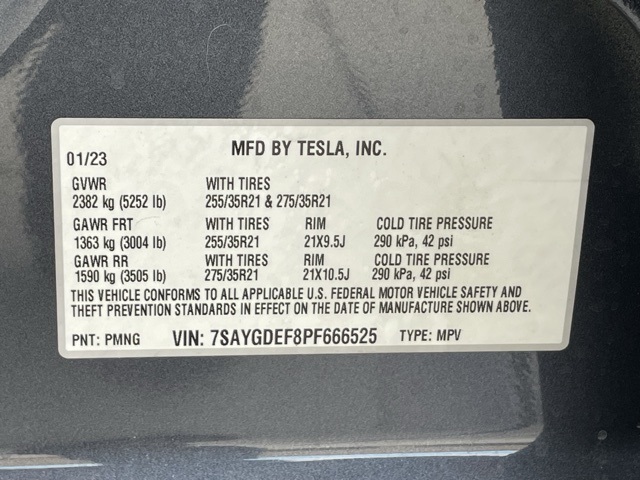 MFD BY TESLA, INC.
01/23
GVWR WITH TIRES
2382 kg (5252 lb) 255/35R21 & 275/35R21
GAWR FRT WITH TIRES RIM COLD TIRE PRESSURE
1363 kg (3004 lb) 255/35R21 21X9.5J 290 kPa, 42 psi
GAWR RR WITH TIRES RIM COLD TIRE PRESSURE
1590 kg (3505 lb) 275/35R21 21X10.5J 290 kPa, 42 psi
THIS VEHICLE CONFORMS TO ALL APPLICABLE U.S. FEDERAL MOTOR VEHICLE SAFETY AND
THEFT PREVENTION STANDARDS IN EFFECT ON THE DATE OF MANUFACTURE SHOWN ABOVE.
PNT: PMNG VIN: 7SAYGDEF8PF666525 TYPE: MPV